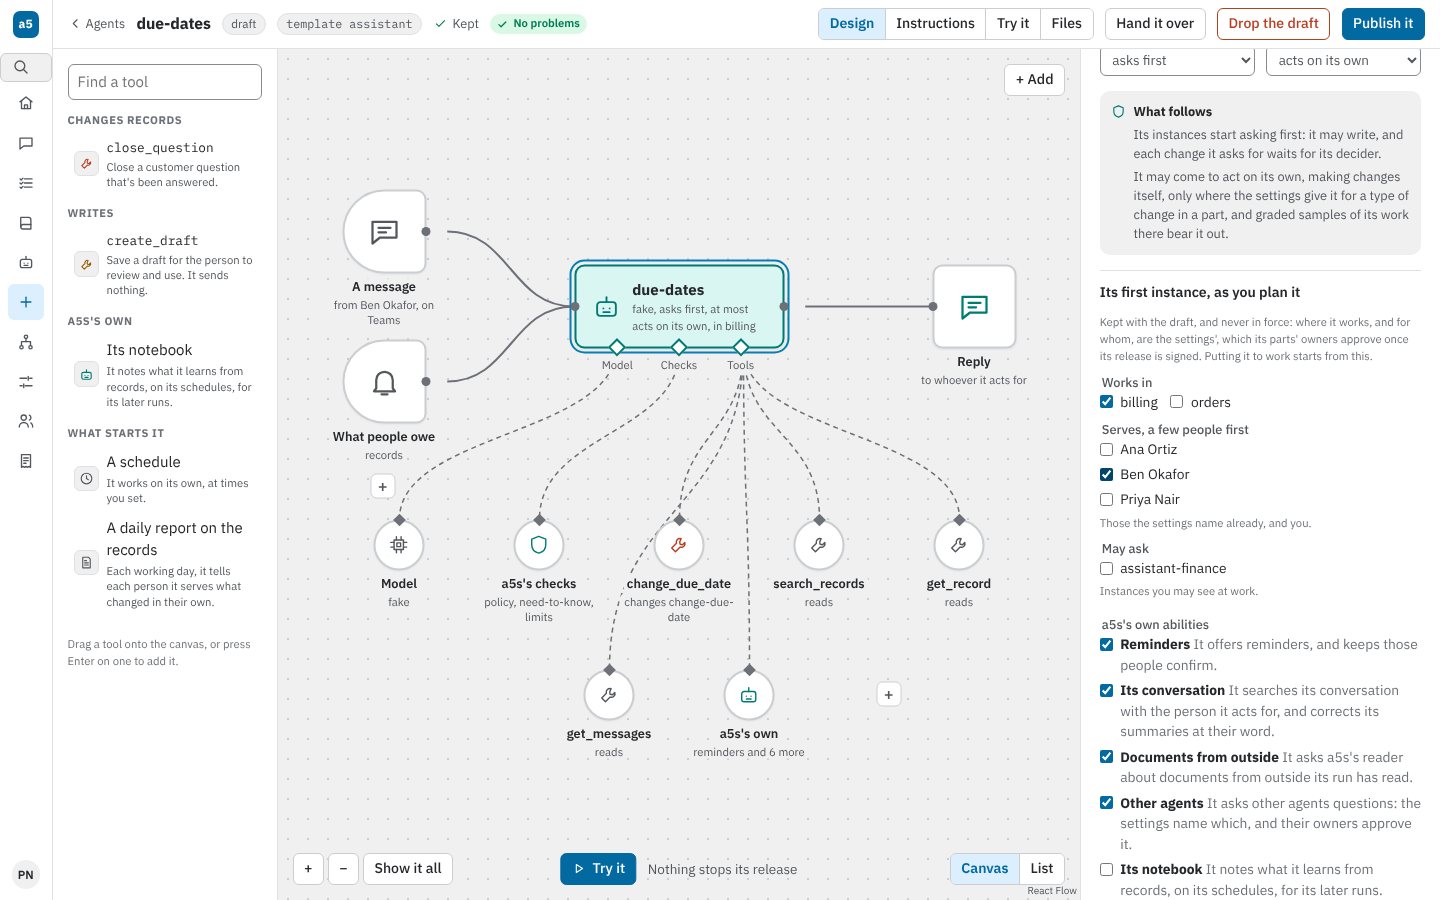 a5
Agents
due-dates
draft
template assistant
Kept
No problems
Design
Instructions
Try it
Files
Hand it over
Drop the draft
Publish it
Find a tool
CHANGES RECORDS
close_question
Close a customer question
that's been answered.
WRITES
create_draft
Save a draft for the person to
review and use. It sends
nothing.
A5S'S OWN
Its notebook
It notes what it learns from
records, on its schedules, for
its later runs.
WHAT STARTS IT
A schedule
It works on its own, at times
you set.
A daily report on the
records
Each working day, it tells
each person it serves what
changed in their own.
Drag a tool onto the canvas, or press
Enter on one to add it.
PN
+ Add
A message
from Ben Okafor, on
Teams
What people owe
records
+
due-dates
fake, asks first, at most
acts on its own, in billing
Model
Checks
Tools
Reply
to whoever it acts for
Model
fake
a5s's checks
policy, need-to-know,
limits
change_due_date
changes change-due-
date
search_records
reads
get_record
reads
get_messages
reads
a5s's own
reminders and 6 more
+
+
−
Show it all
Try it
Nothing stops its release
Canvas
List
React Flow
asks first
acts on its own
What follows
Its instances start asking first: it may write, and
each change it asks for waits for its decider.
It may come to act on its own, making changes
itself, only where the settings give it for a type of
change in a part, and graded samples of its work
there bear it out.
Its first instance, as you plan it
Kept with the draft, and never in force: where it works, and for
whom, are the settings', which its parts' owners approve once
its release is signed. Putting it to work starts from this.
Works in
billing
orders
Serves, a few people first
Ana Ortiz
Ben Okafor
Priya Nair
Those the settings name already, and you.
May ask
assistant-finance
Instances you may see at work.
a5s's own abilities
Reminders It offers reminders, and keeps those
people confirm.
Its conversation It searches its conversation
with the person it acts for, and corrects its
summaries at their word.
Documents from outside It asks a5s's reader
about documents from outside its run has read.
Other agents It asks other agents questions: the
settings name which, and their owners approve
it.
Its notebook It notes what it learns from
records, on its schedules, for its later runs.